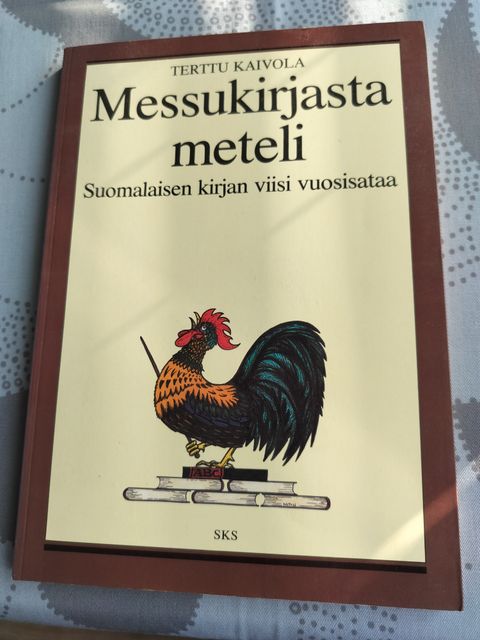 TERTTU KAIVOLA
Messukirjasta
meteli
Suomalaisen kirjan viisi vuosisataa
ABC
SKS